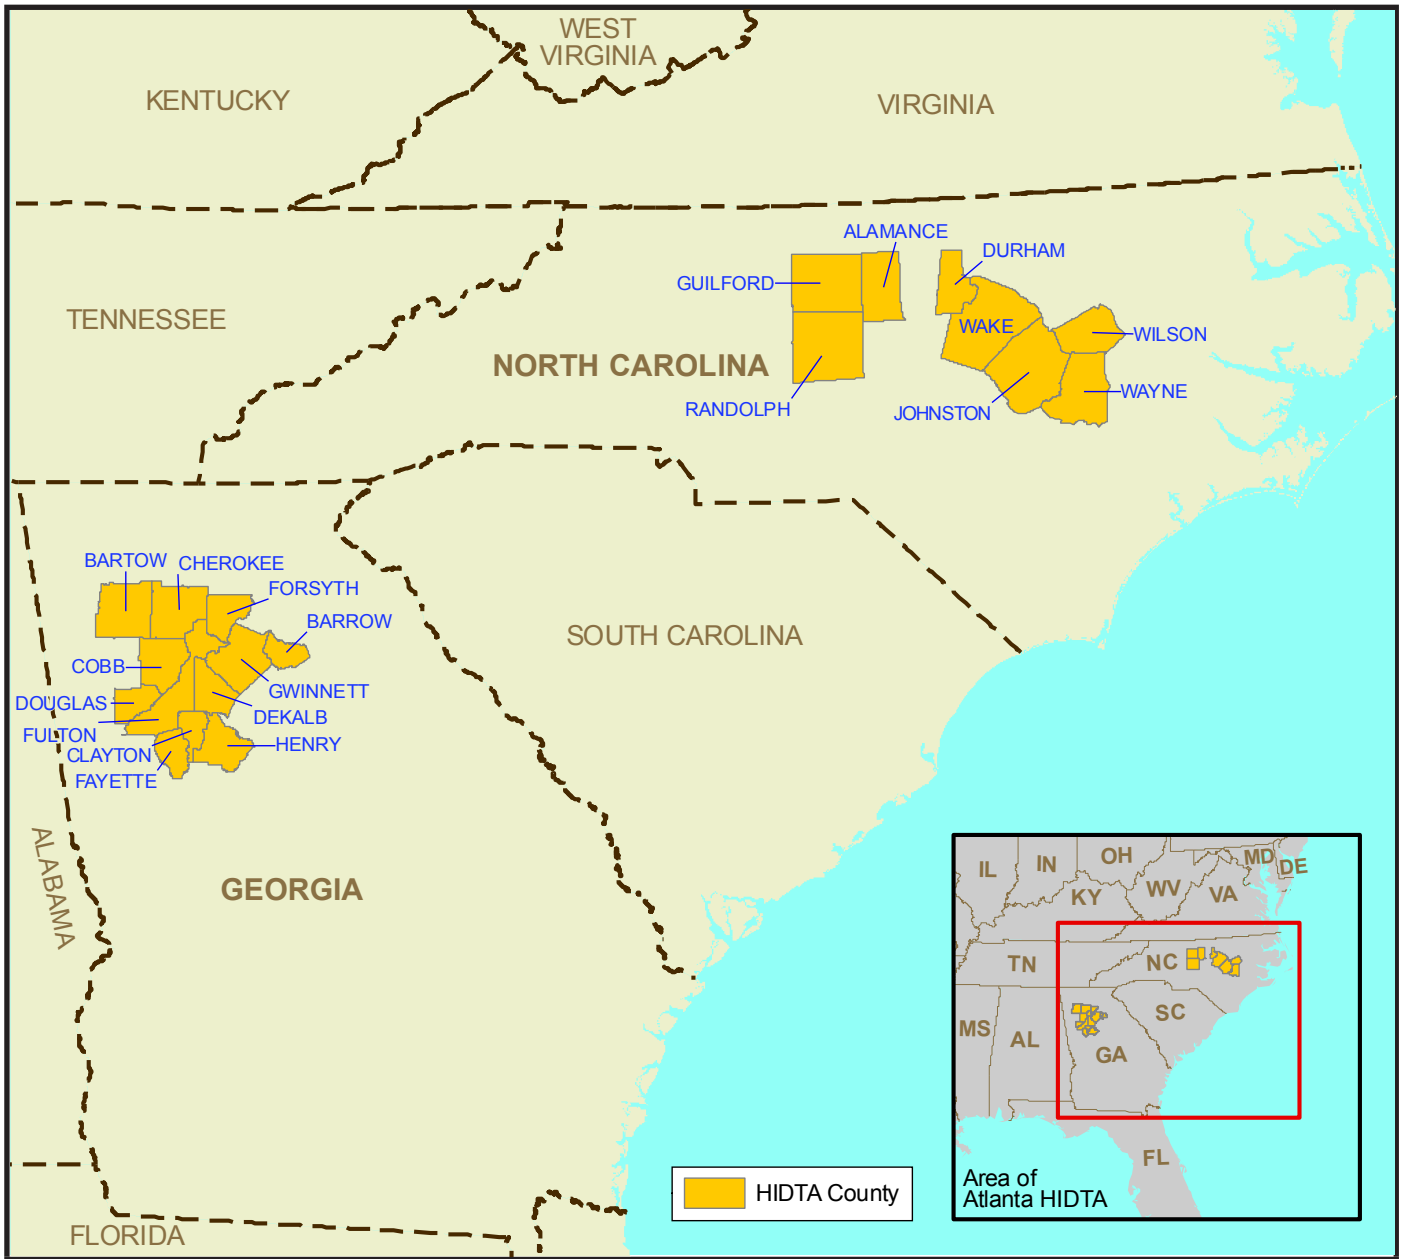 WEST
VIRGINIA
KENTUCKY
VIRGINIA
ALAMANCE
DURHAM
GUILFORD
TENNESSEE
WAKE
WILSON
NORTH CAROLINA
WAYNE
RANDOLPH
JOHNSTON
BARTOW
CHEROKEE
FORSYTH
BARROW
SOUTH CAROLINA
COBB
GWINNETT
DOUGLAS
DEKALB
FULTON
HENRY
CLAYTON
FAYETTE
ALABAMA
GEORGIA
FLORIDA
HIDTA County
IL
IN
OH
MD
DE
KY
WV
VA
TN
NC
SC
MS
AL
GA
FL
Area of
Atlanta HIDTA